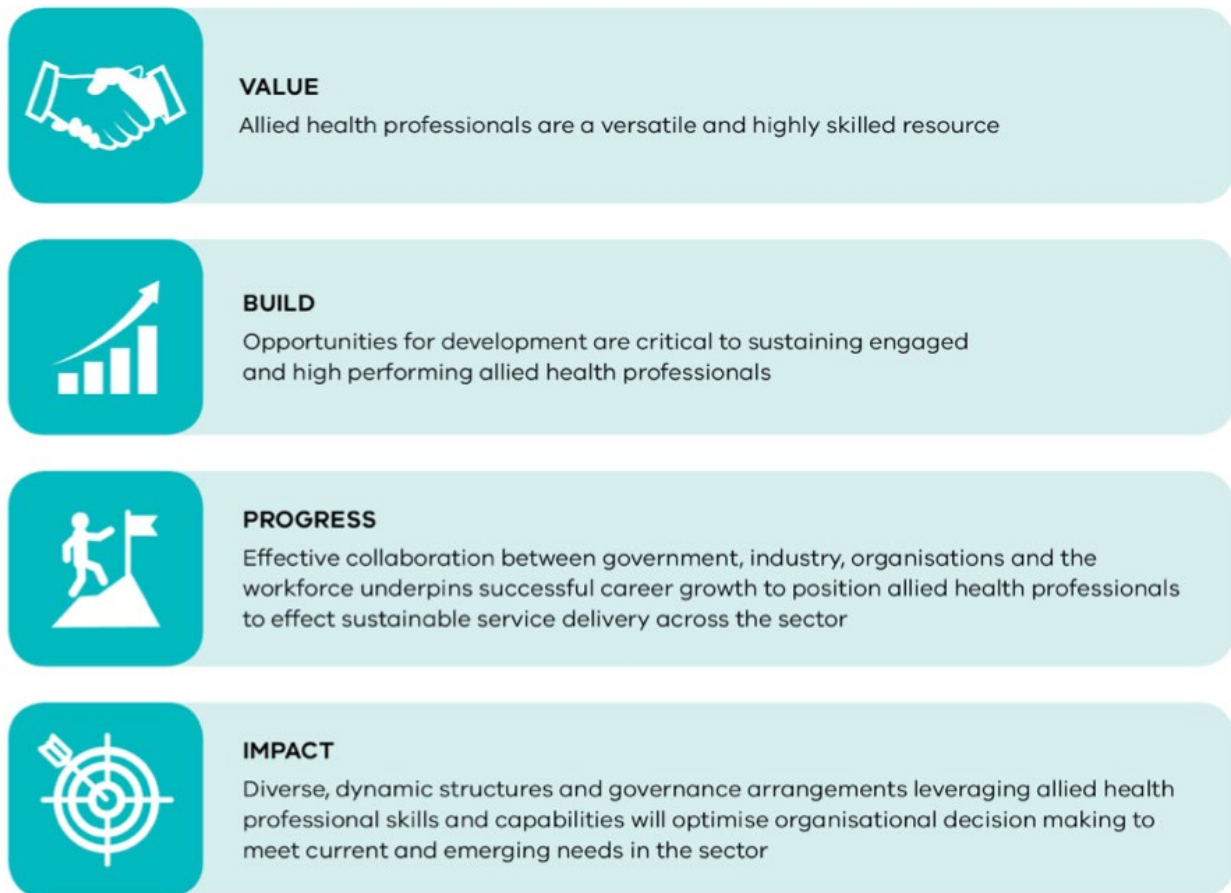 VALUE
Allied health professionals are a versatile and highly skilled resource
BUILD
Opportunities for development are critical to sustaining engaged
and high performing allied health professionals
PROGRESS
Effective collaboration between government, industry, organisations and the
workforce underpins successful career growth to position allied health professionals
to effect sustainable service delivery across the sector
IMPACT
Diverse, dynamic structures and governance arrangements leveraging allied health
professional skills and capabilities will optimise organisational decision making to
meet current and emerging needs in the sector